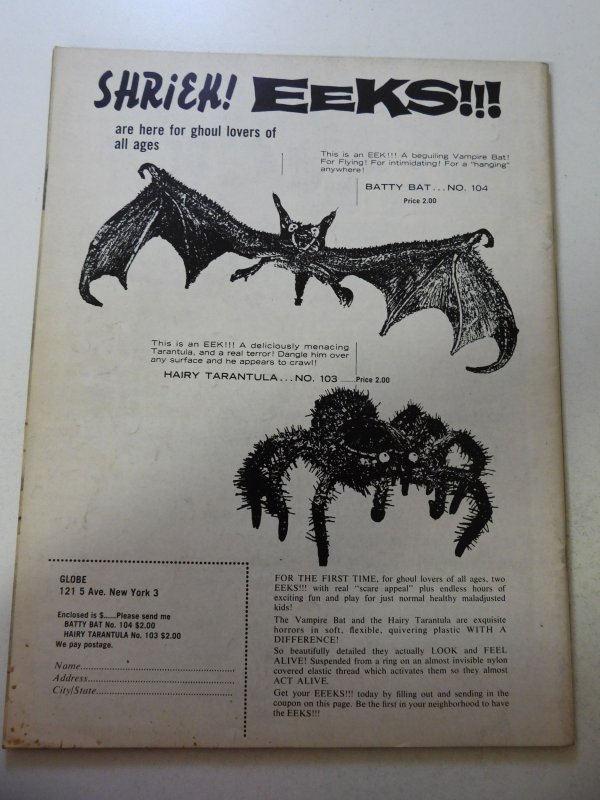 SHRiEK! EEKS!!!
are here for ghoul lovers of
all ages
This is an EEK!!! A beguiling Vampire Bat!
For Flying! For intimidating! For a "hanging"
anywhere!
BATTY BAT...NO. 104
Price 2.00
This is an EEK!!! A deliciously menacing
Tarantula, and a real terror! Dangle him over
any surface and he appears to crawl!
HAIRY TARANTULA...NO. 103 ......Price 2.00
GLOBE
121 5 Ave. New York 3
Enclosed is $......Please send me
BATTY BAT No. 104 $2.00
HAIRY TARANTULA No. 103 $2.00
We pay postage.
Name
Address
City/State
FOR THE FIRST TIME, for ghoul lovers of all ages, two
EEKS!!! with real "scare appeal" plus endless hours of
exciting fun and play for just normal healthy maladjusted
kids!
The Vampire Bat and the Hairy Tarantula are exquisite
horrors in soft, flexible, quivering plastic WITH A
DIFFERENCE!
So beautifully detailed they actually LOOK and FEEL
ALIVE! Suspended from a ring on an almost invisible nylon
covered elastic thread which activates them so they almost
ACT ALIVE.
Get your EEEKS!!! today by filling out and sending in the
coupon on this page. Be the first in your neighborhood to have
the EEKS!!!